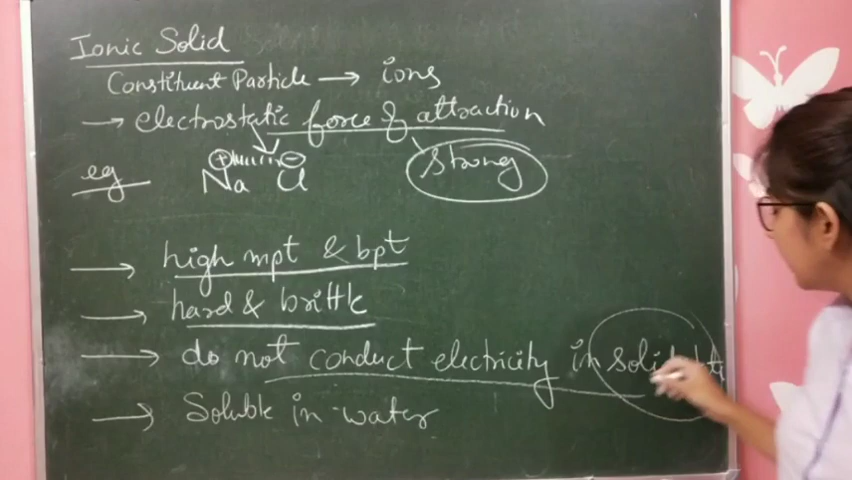 Ionic Solid
Constituent Particle → ions
→ electrostatic force of attraction
strong
eg Na Cl
+ -
→ high mpt & bpt
→ hard & brittle
→ do not conduct electricity in solid
→ Soluble in water